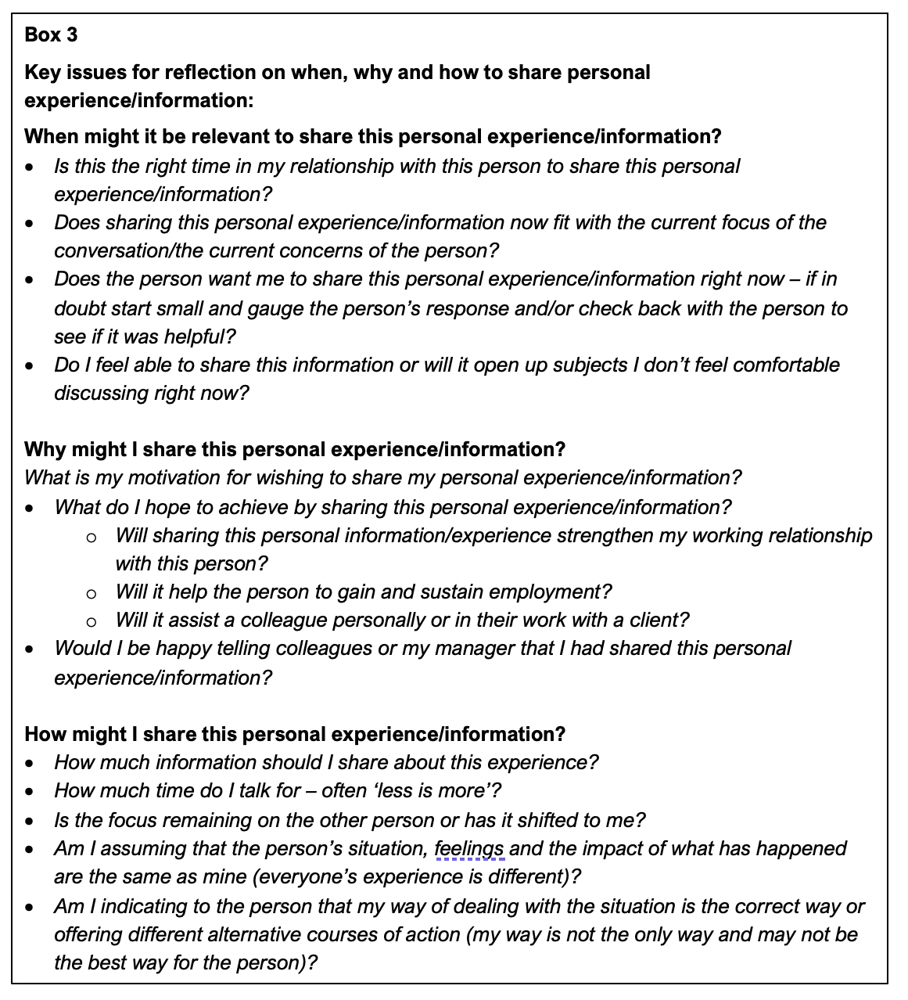 Box 3
Key issues for reflection on when, why and how to share personal
experience/information:
When might it be relevant to share this personal experience/information?
• Is this the right time in my relationship with this person to share this personal
experience/information?
• Does sharing this personal experience/information now fit with the current focus of the
conversation/the current concerns of the person?
• Does the person want me to share this personal experience/information right now – if in
doubt start small and gauge the person’s response and/or check back with the person to
see if it was helpful?
• Do I feel able to share this information or will it open up subjects I don’t feel comfortable
discussing right now?
Why might I share this personal experience/information?
What is my motivation for wishing to share my personal experience/information?
• What do I hope to achieve by sharing this personal experience/information?
o Will sharing this personal information/experience strengthen my working relationship
with this person?
o Will it help the person to gain and sustain employment?
o Will it assist a colleague personally or in their work with a client?
• Would I be happy telling colleagues or my manager that I had shared this personal
experience/information?
How might I share this personal experience/information?
• How much information should I share about this experience?
• How much time do I talk for – often ‘less is more’?
• Is the focus remaining on the other person or has it shifted to me?
• Am I assuming that the person’s situation, feelings and the impact of what has happened
are the same as mine (everyone’s experience is different)?
• Am I indicating to the person that my way of dealing with the situation is the correct way or
offering different alternative courses of action (my way is not the only way and may not be
the best way for the person)?